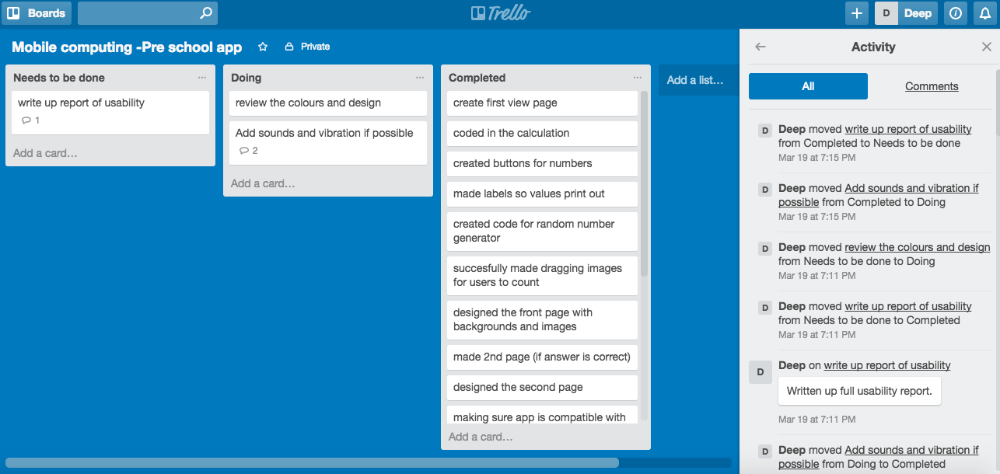 Boards
Trello
D Deep
Mobile computing -Pre school app
Private
Needs to be done
write up report of usability
1
Add a card…
Doing
review the colours and design
Add sounds and vibration if possible
2
Add a card…
Completed
create first view page
coded in the calculation
created buttons for numbers
made labels so values print out
created code for random number
generator
succesfully made dragging images
for users to count
designed the front page with
backgrounds and images
made 2nd page (if answer is correct)
designed the second page
making sure app is compatible with
Add a card…
Add a list…
Activity
All
Comments
D
Deep moved write up report of usability
from Completed to Needs to be done
Mar 19 at 7:15 PM
D
Deep moved Add sounds and vibration if
possible from Completed to Doing
Mar 19 at 7:15 PM
D
Deep moved review the colours and design
from Needs to be done to Doing
Mar 19 at 7:11 PM
D
Deep moved write up report of usability
from Needs to be done to Completed
Mar 19 at 7:11 PM
D
Deep on write up report of usability
Written up full usability report.
Mar 19 at 7:11 PM
D
Deep moved Add sounds and vibration if
possible from Doing to Completed